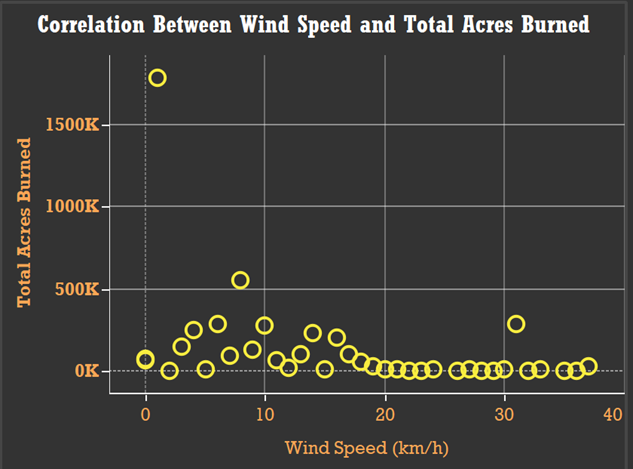 Correlation Between Wind Speed and Total Acres Burned
Total Acres Burned
1500K
1000K
500K
0K
0 10 20 30 40
Wind Speed (km/h)